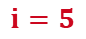 i = 5